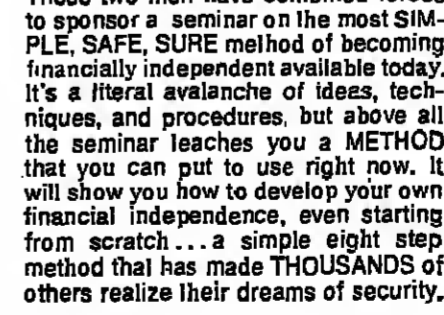 to sponsor a seminar on lhe most SIM-
PLE, SAFE, SURE melhod of becoming
financially independent available today.
It's a literal avalanche of ideas, tech-
niques, and procedures, but above all
the seminar leaches you a METHOD
that you can put to use right now. It
will show you how to develop your own
financial independence, even starting
from scratch...a simple eight step
method thal has made THOUSANDS of
others realize lheir dreams of security.